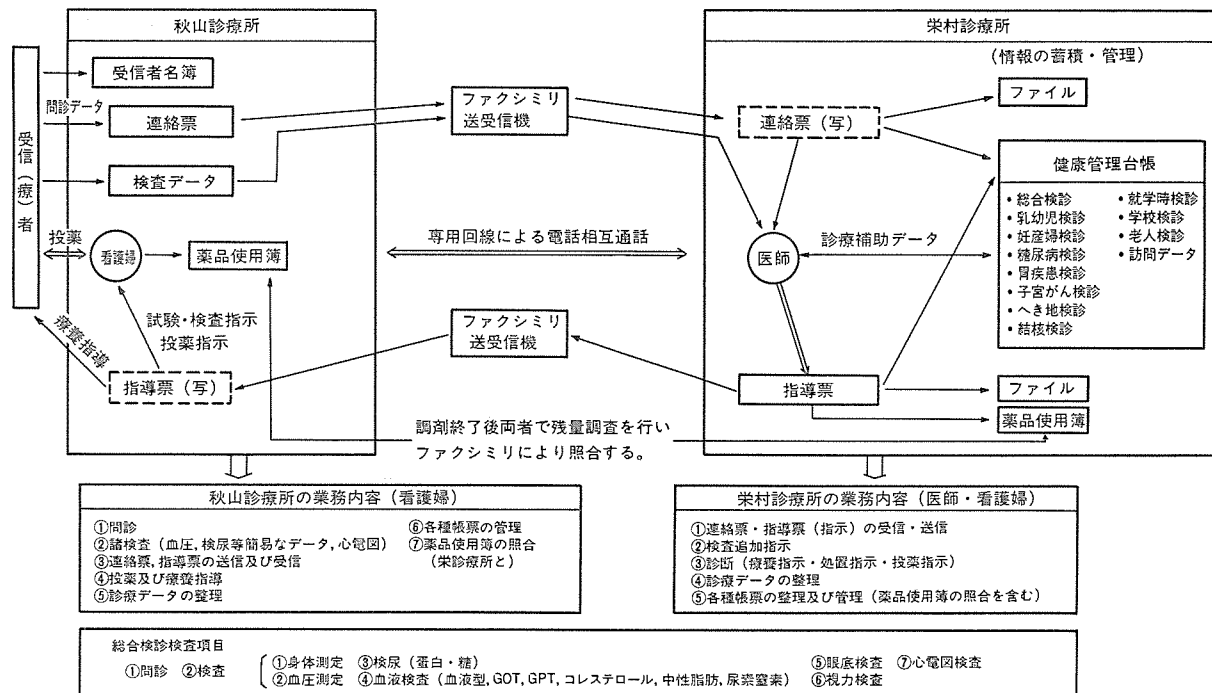 秋山診療所
栄村診療所
(情報の蓄積・管理)
受信(療)者
受信者名簿
問診データ
連絡票
検査データ
投薬
看護婦
薬品使用簿
試験・検査指示
投薬指示
療養指導
指導票(写)
ファクシミリ
送受信機
専用回線による電話相互通話
ファクシミリ
送受信機
調剤終了後両者で残量調査を行い
ファクシミリにより照合する。
連絡票(写)
ファイル
健康管理台帳
・総合検診
・乳幼児検診
・妊産婦検診
・糖尿病検診
・胃疾患検診
・子宮がん検診
・へき地検診
・結核検診
・就学時検診
・学校検診
・老人検診
・訪問データ
医師
診療補助データ
指導票
ファイル
薬品使用簿
秋山診療所の業務内容(看護婦)
①問診
②諸検査(血圧,検尿等簡易なデータ,心電図)
③連絡票,指導票の送信及び受信
④投薬及び療養指導
⑤診療データの整理
⑥各種帳票の管理
⑦薬品使用簿の照合
(栄診療所と)
栄村診療所の業務内容(医師・看護婦)
①連絡票・指導票(指示)の受信・送信
②検査追加指示
③診断(療養指示・処置指示・投薬指示)
④診療データの整理
⑤各種帳票の整理及び管理(薬品使用簿の照合を含む)
総合検診検査項目
①問診 ②検査
①身体測定 ③検尿(蛋白・糖) ⑤眼底検査 ⑦心電図検査
②血圧測定 ④血液検査(血液型,GOT,GPT,コレステロール,中性脂肪,尿素窒素) ⑥視力検査